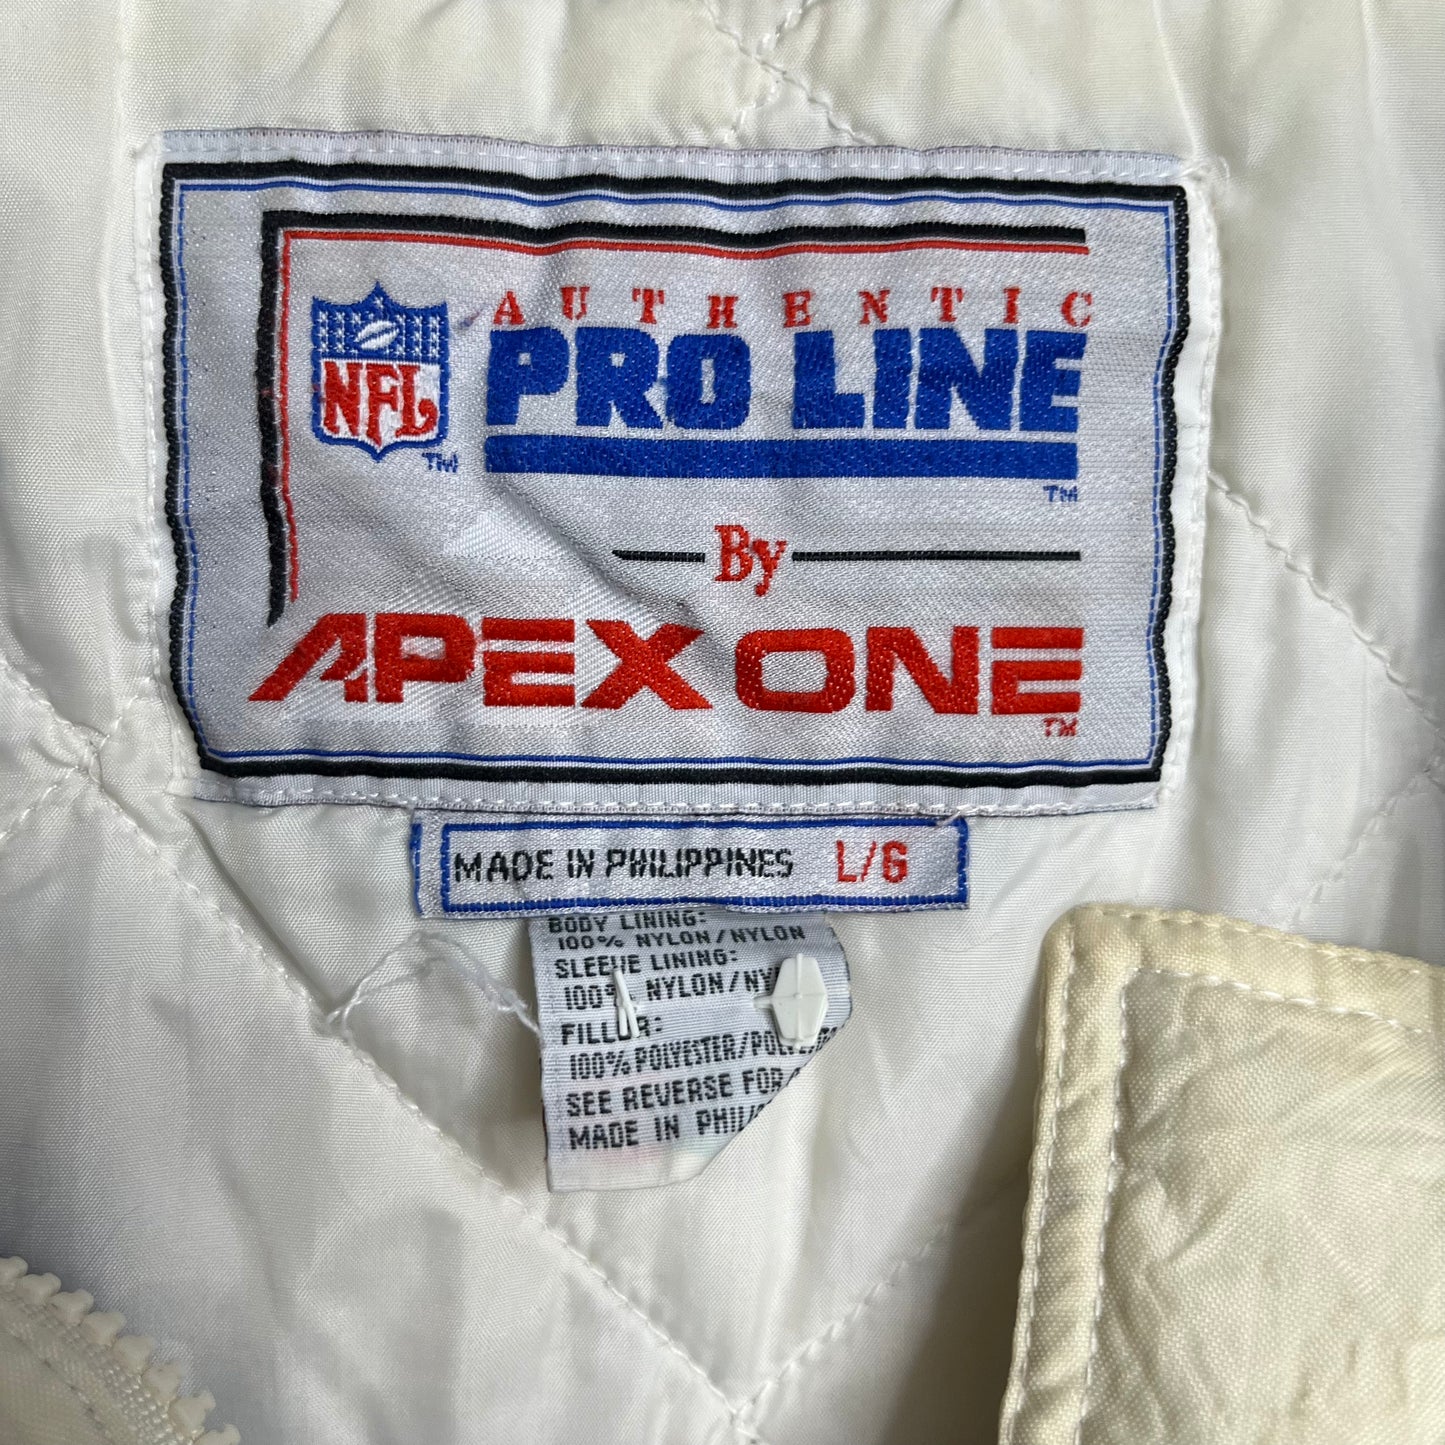 AUTHENTIC
NFL
PRO LINE
TM
TM
By
APEX ONE
TM
MADE IN PHILIPPINES L/G
BODY LINING:
100% NYLON/NYLON
SLEEVE LINING:
100% NYLON/NY
FILLER:
100% POLYESTER/POLYESTER
SEE REVERSE FOR
MADE IN PHIL